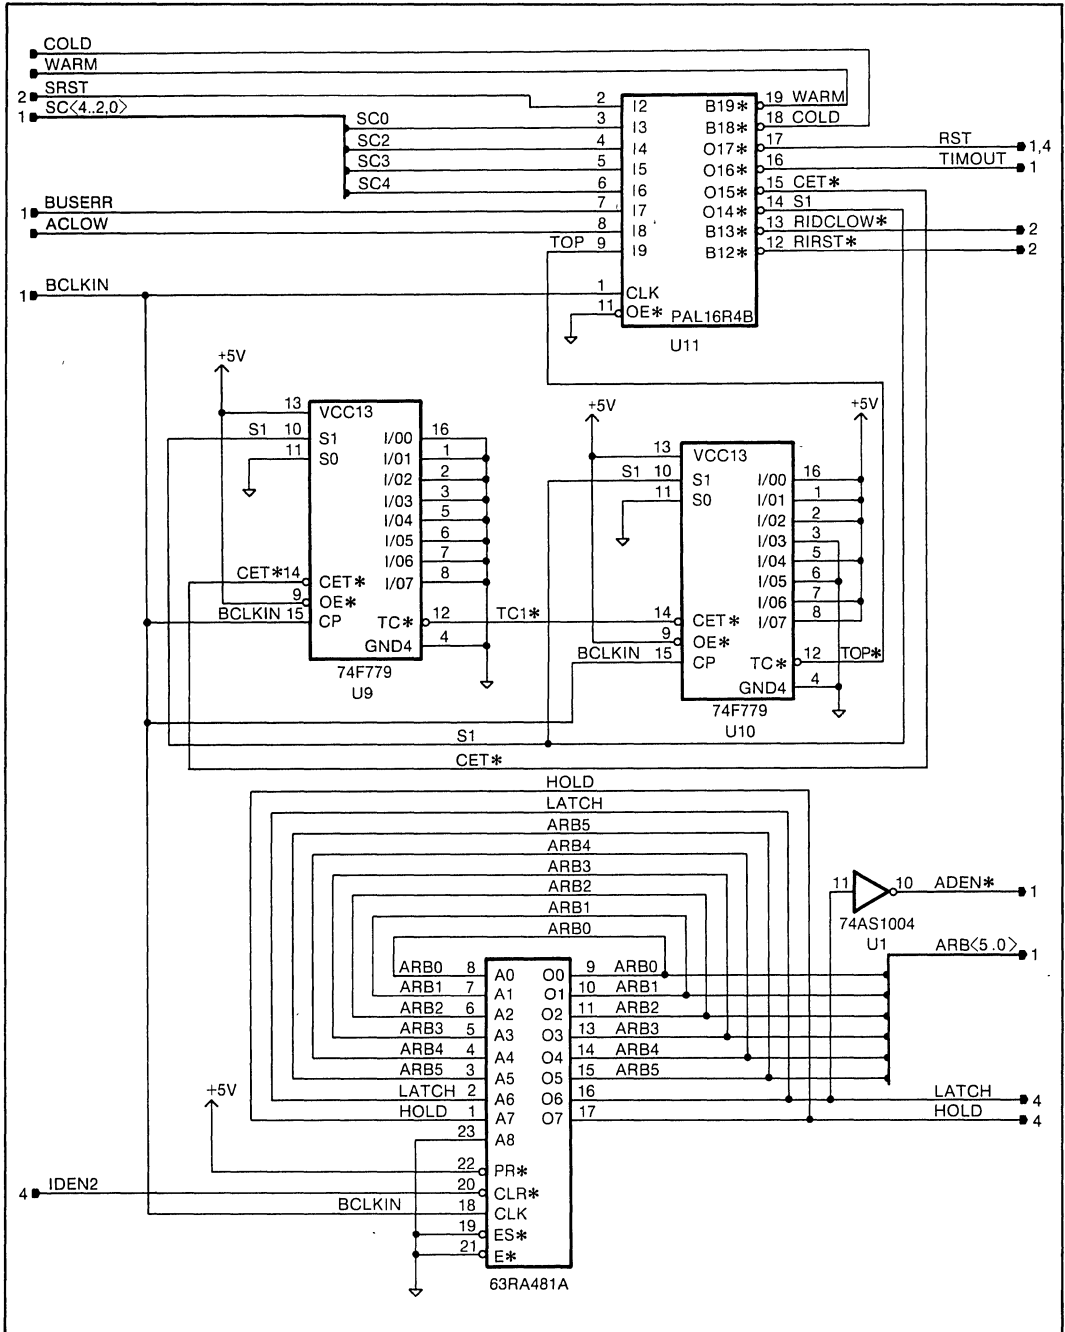 COLD
WARM
2 SRST
1 SC<4..2,0>
SC0
SC2
SC3
SC4
1 BUSERR
ACLOW
TOP
1 BCLKIN
2 I2
3 I3
4 I4
5 I5
6 I6
7 I7
8 I8
9 I9
1 CLK
11 OE*
B19* 19 WARM
B18* 18 COLD
O17* 17 RST 1,4
O16* 16 TIMOUT 1
O15* 15 CET*
O14* 14 S1
B13* 13 RIDCLOW* 2
B12* 12 RIRST* 2
PAL16R4B
U11
+5V
13 VCC13
S1 10 S1
11 S0
CET* 14 CET*
9 OE*
BCLKIN 15 CP
I/00 16
I/01 1
I/02 2
I/03 3
I/04 5
I/05 6
I/06 7
I/07 8
TC* 12 TC1*
GND4 4
74F779
U9
+5V
+5V
13 VCC13
S1 10 S1
11 S0
14 CET*
9 OE*
BCLKIN 15 CP
I/00 16
I/01 1
I/02 2
I/03 3
I/04 5
I/05 6
I/06 7
I/07 8
TC* 12 TOP*
GND4 4
74F779
U10
S1
CET*
HOLD
LATCH
ARB5
ARB4
ARB3
ARB2
ARB1
ARB0
11 10 ADEN* 1
74AS1004
U1
ARB<5..0> 1
ARB0 8 A0 O0 9 ARB0
ARB1 7 A1 O1 10 ARB1
ARB2 6 A2 O2 11 ARB2
ARB3 5 A3 O3 13 ARB3
ARB4 4 A4 O4 14 ARB4
ARB5 3 A5 O5 15 ARB5
LATCH 2 A6 O6 16 LATCH 4
HOLD 1 A7 O7 17 HOLD 4
+5V
23 A8
22 PR*
4 IDEN2 20 CLR*
BCLKIN 18 CLK
19 ES*
21 E*
63RA481A